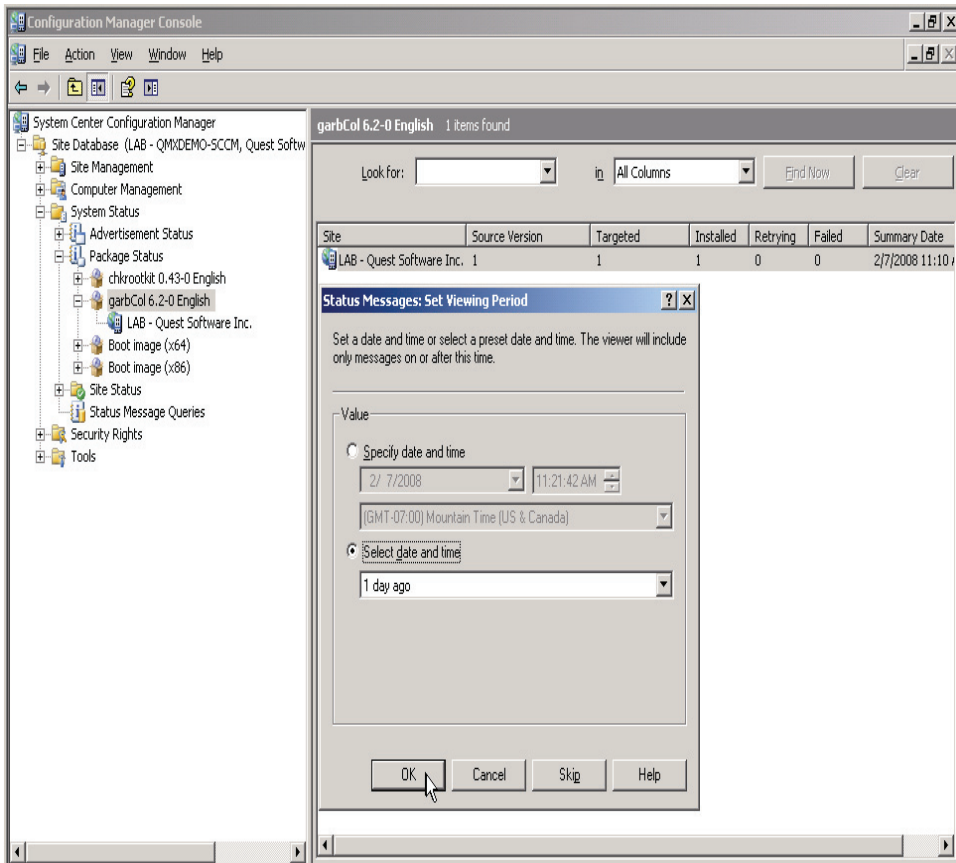 Configuration Manager Console
File Action View Window Help
System Center Configuration Manager
Site Database (LAB - QMXDEMO-SCCM, Quest Softw
Site Management
Computer Management
System Status
Advertisement Status
Package Status
chkrootkit 0.43-0 English
garbCol 6.2-0 English
LAB - Quest Software Inc.
Boot image (x64)
Boot image (x86)
Site Status
Status Message Queries
Security Rights
Tools
garbCol 6.2-0 English 1 items found
Look for: in All Columns Find Now Clear
Site Source Version Targeted Installed Retrying Failed Summary Date
LAB - Quest Software Inc. 1 1 1 0 0 2/7/2008 11:10
Status Messages: Set Viewing Period
Set a date and time or select a preset date and time. The viewer will include
only messages on or after this time.
Value
Specify date and time
2/ 7/2008 11:21:42 AM
(GMT-07:00) Mountain Time (US & Canada)
Select date and time
1 day ago
OK Cancel Skip Help